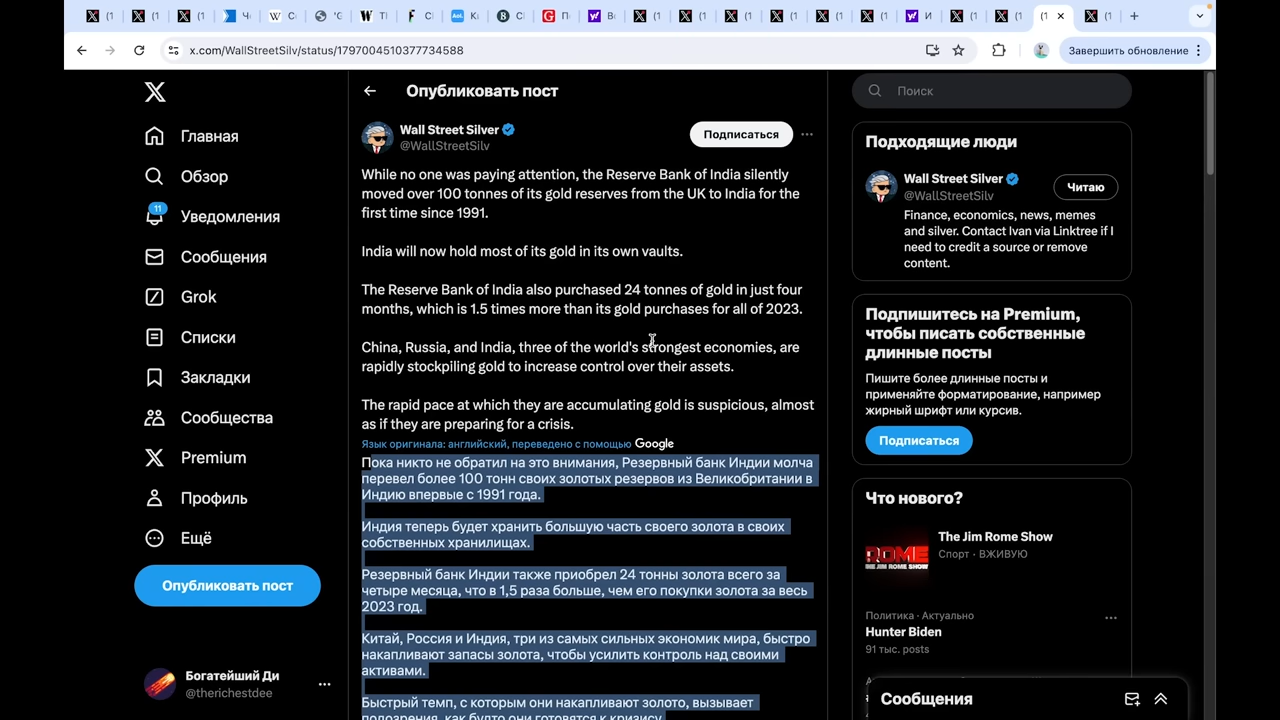 x.com/WallStreetSilv/status/1797004510377734588
Завершить обновление
Опубликовать пост
Поиск
Главная
Обзор
11
Уведомления
Сообщения
Grok
Списки
Закладки
Сообщества
Premium
Профиль
Ещё
Опубликовать пост
Богатейший Ди
@therichestdee
Wall Street Silver
@WallStreetSilv
Подписаться
While no one was paying attention, the Reserve Bank of India silently
moved over 100 tonnes of its gold reserves from the UK to India for the
first time since 1991.
India will now hold most of its gold in its own vaults.
The Reserve Bank of India also purchased 24 tonnes of gold in just four
months, which is 1.5 times more than its gold purchases for all of 2023.
China, Russia, and India, three of the world's strongest economies, are
rapidly stockpiling gold to increase control over their assets.
The rapid pace at which they are accumulating gold is suspicious, almost
as if they are preparing for a crisis.
Язык оригинала: английский, переведено с помощью Google
Пока никто не обратил на это внимания, Резервный банк Индии молча
перевел более 100 тонн своих золотых резервов из Великобритании в
Индию впервые с 1991 года.
Индия теперь будет хранить большую часть своего золота в своих
собственных хранилищах.
Резервный банк Индии также приобрел 24 тонны золота всего за
четыре месяца, что в 1,5 раза больше, чем его покупки золота за весь
2023 год.
Китай, Россия и Индия, три из самых сильных экономик мира, быстро
накапливают запасы золота, чтобы усилить контроль над своими
активами.
Быстрый темп, с которым они накапливают золото, вызывает
подозрения, как будто они готовятся к кризису.
Подходящие люди
Wall Street Silver
@WallStreetSilv
Читаю
Finance, economics, news, memes
and silver. Contact Ivan via Linktree if I
need to credit a source or remove
content.
Подпишитесь на Premium,
чтобы писать собственные
длинные посты
Пишите более длинные посты и
применяйте форматирование, например
жирный шрифт или курсив.
Подписаться
Что нового?
ROME
The Jim Rome Show
Спорт · ВЖИВУЮ
Политика · Актуально
Hunter Biden
91 тыс. posts
Сообщения